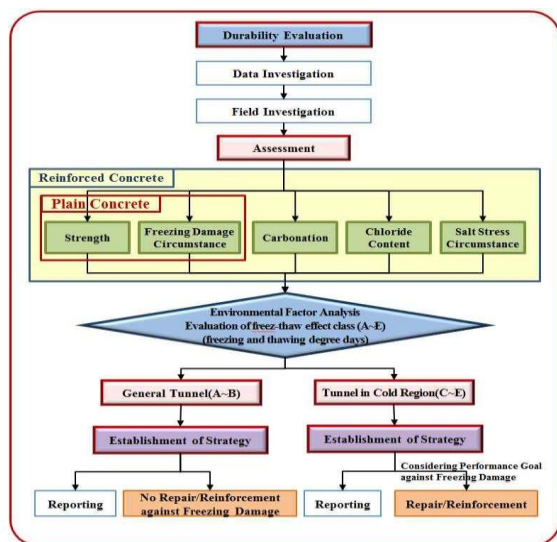 Durability Evaluation
Data Investigation
Field Investigation
Assessment
Reinforced Concrete
Plain Concrete
Strength
Freezing Damage
Circumstance
Carbonation
Chloride
Content
Salt Stress
Circumstance
Environmental Factor Analysis
Evaluation of freez-thaw effect class (A~E)
(freezing and thawing degree days)
General Tunnel(A~B)
Tunnel in Cold Region(C~E)
Establishment of Strategy
Establishment of Strategy
Considering Performance Goal
against Freezing Damage
Reporting
No Repair/Reinforcement
against Freezing Damage
Reporting
Repair/Reinforcement